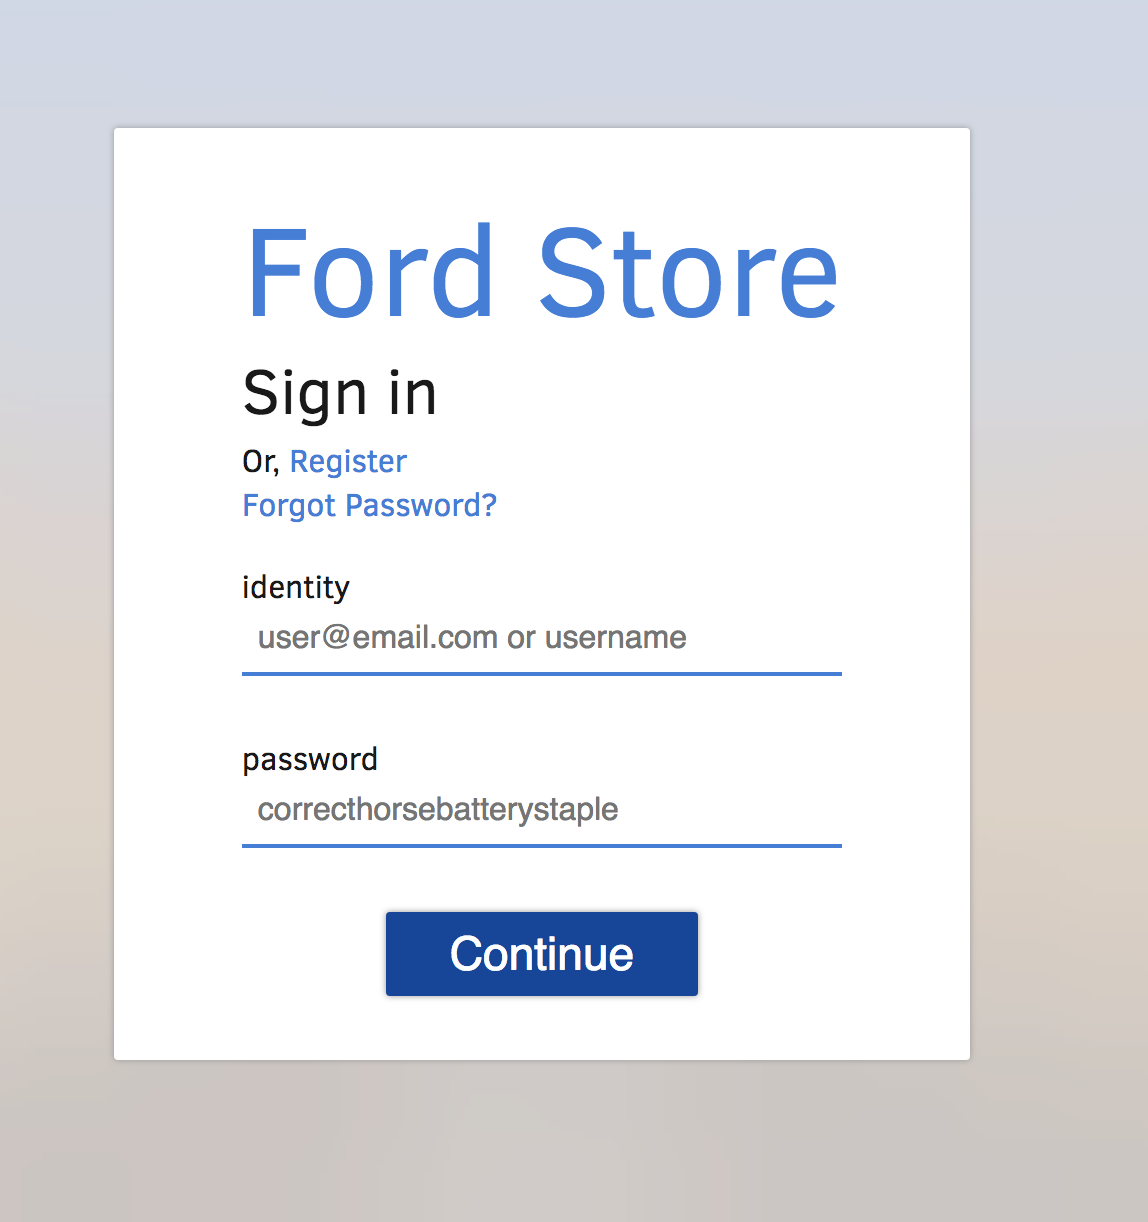 Ford Store
Sign in
Or, Register
Forgot Password?
identity
user@email.com or username
password
correcthorsebatterystaple
Continue